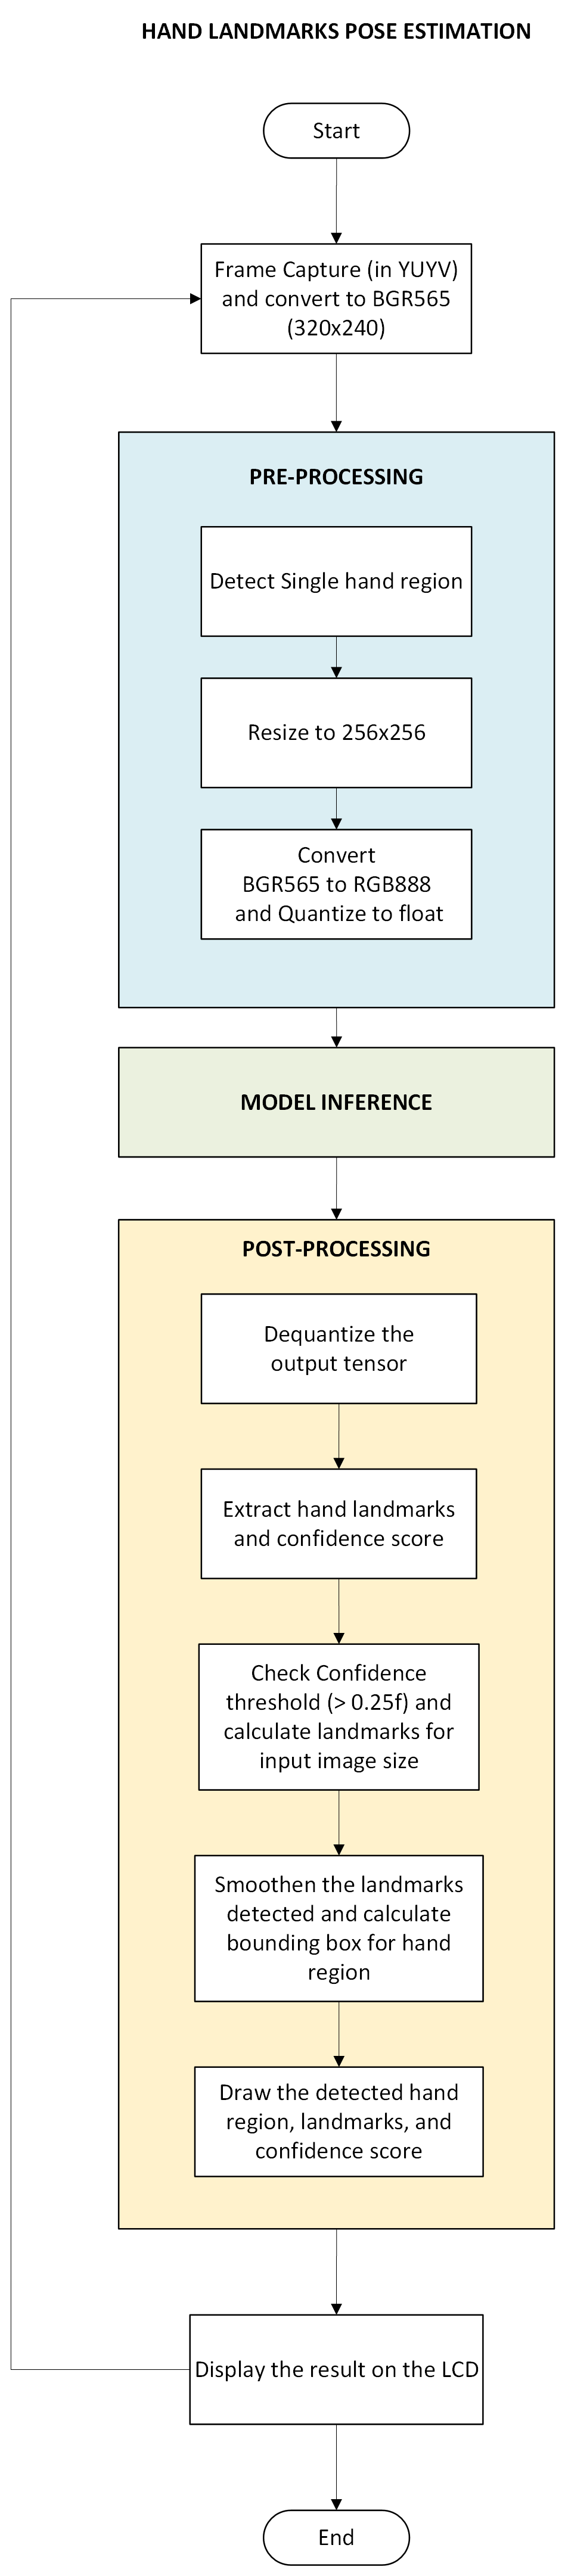 HAND LANDMARKS POSE ESTIMATION
Start
Frame Capture (in YUYV)
and convert to BGR565
(320x240)
PRE-PROCESSING
Detect Single hand region
Resize to 256x256
Convert
BGR565 to RGB888
and Quantize to float
MODEL INFERENCE
POST-PROCESSING
Dequantize the
output tensor
Extract hand landmarks
and confidence score
Check Confidence
threshold (> 0.25f) and
calculate landmarks for
input image size
Smoothen the landmarks
detected and calculate
bounding box for hand
region
Draw the detected hand
region, landmarks, and
confidence score
Display the result on the LCD
End